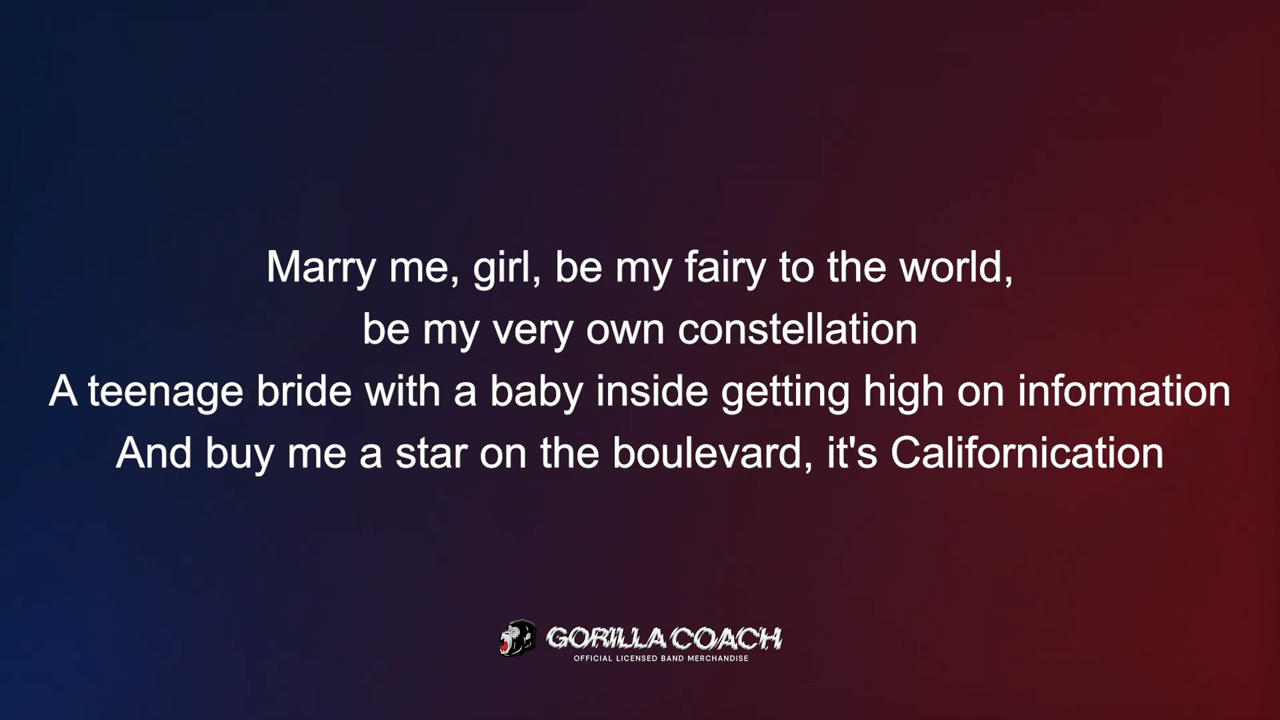 Marry me, girl, be my fairy to the world,
be my very own constellation
A teenage bride with a baby inside getting high on information
And buy me a star on the boulevard, it's Californication
GORILLA COACH
OFFICIAL LICENSED BAND MERCHANDISE